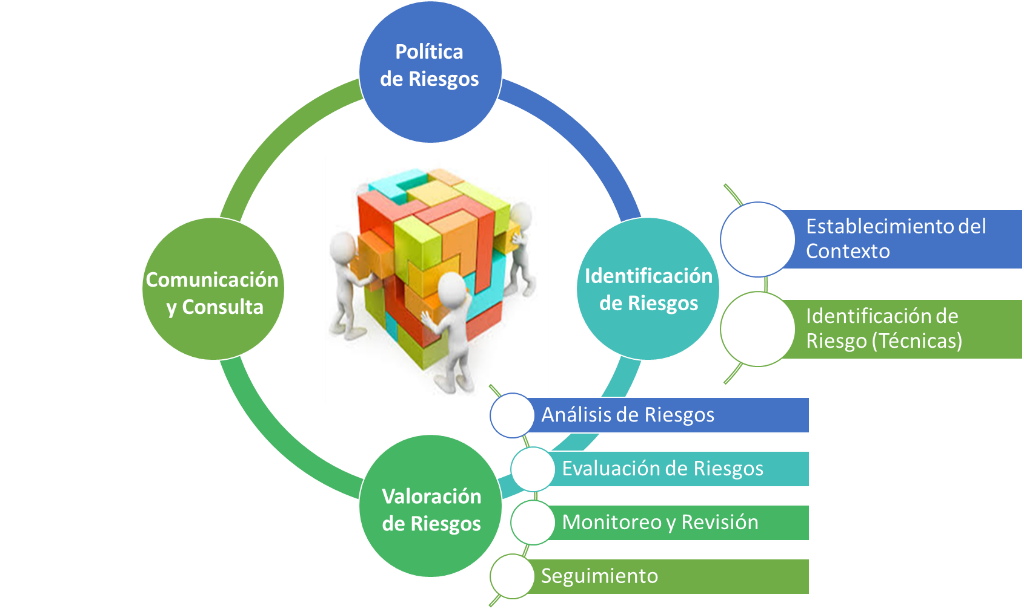 Política
de Riesgos
Identificación
de Riesgos
Establecimiento del
Contexto
Identificación de
Riesgo (Técnicas)
Valoración
de Riesgos
Análisis de Riesgos
Evaluación de Riesgos
Monitoreo y Revisión
Seguimiento
Comunicación
y Consulta